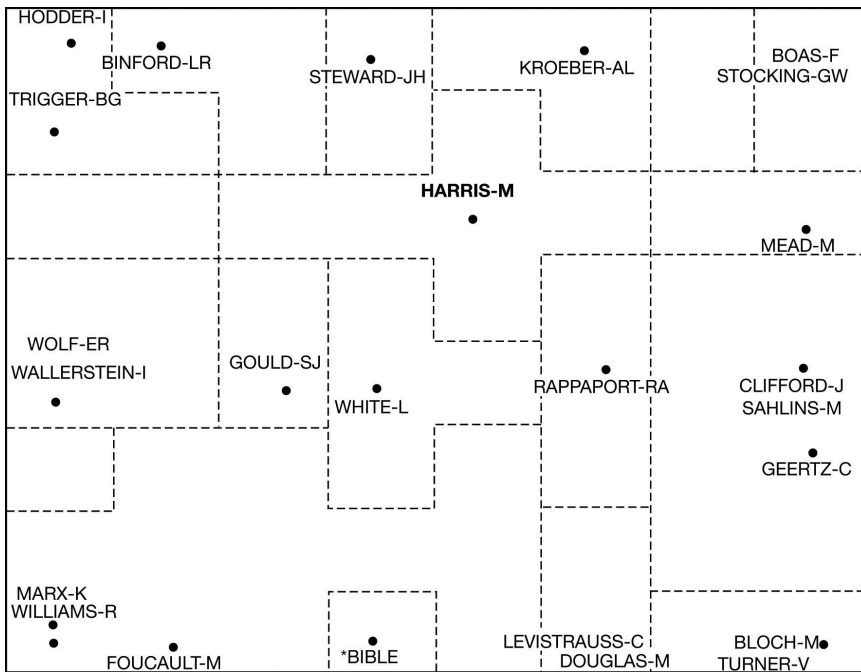 HODDER-I
BINFORD-LR
STEWARD-JH
KROEBER-AL
BOAS-F
STOCKING-GW
TRIGGER-BG
HARRIS-M
MEAD-M
WOLF-ER
WALLERSTEIN-I
GOULD-SJ
WHITE-L
RAPPAPORT-RA
CLIFFORD-J
SAHLINS-M
GEERTZ-C
MARX-K
WILLIAMS-R
FOUCAULT-M
*BIBLE
LEVISTRAUSS-C
DOUGLAS-M
BLOCH-M
TURNER-V